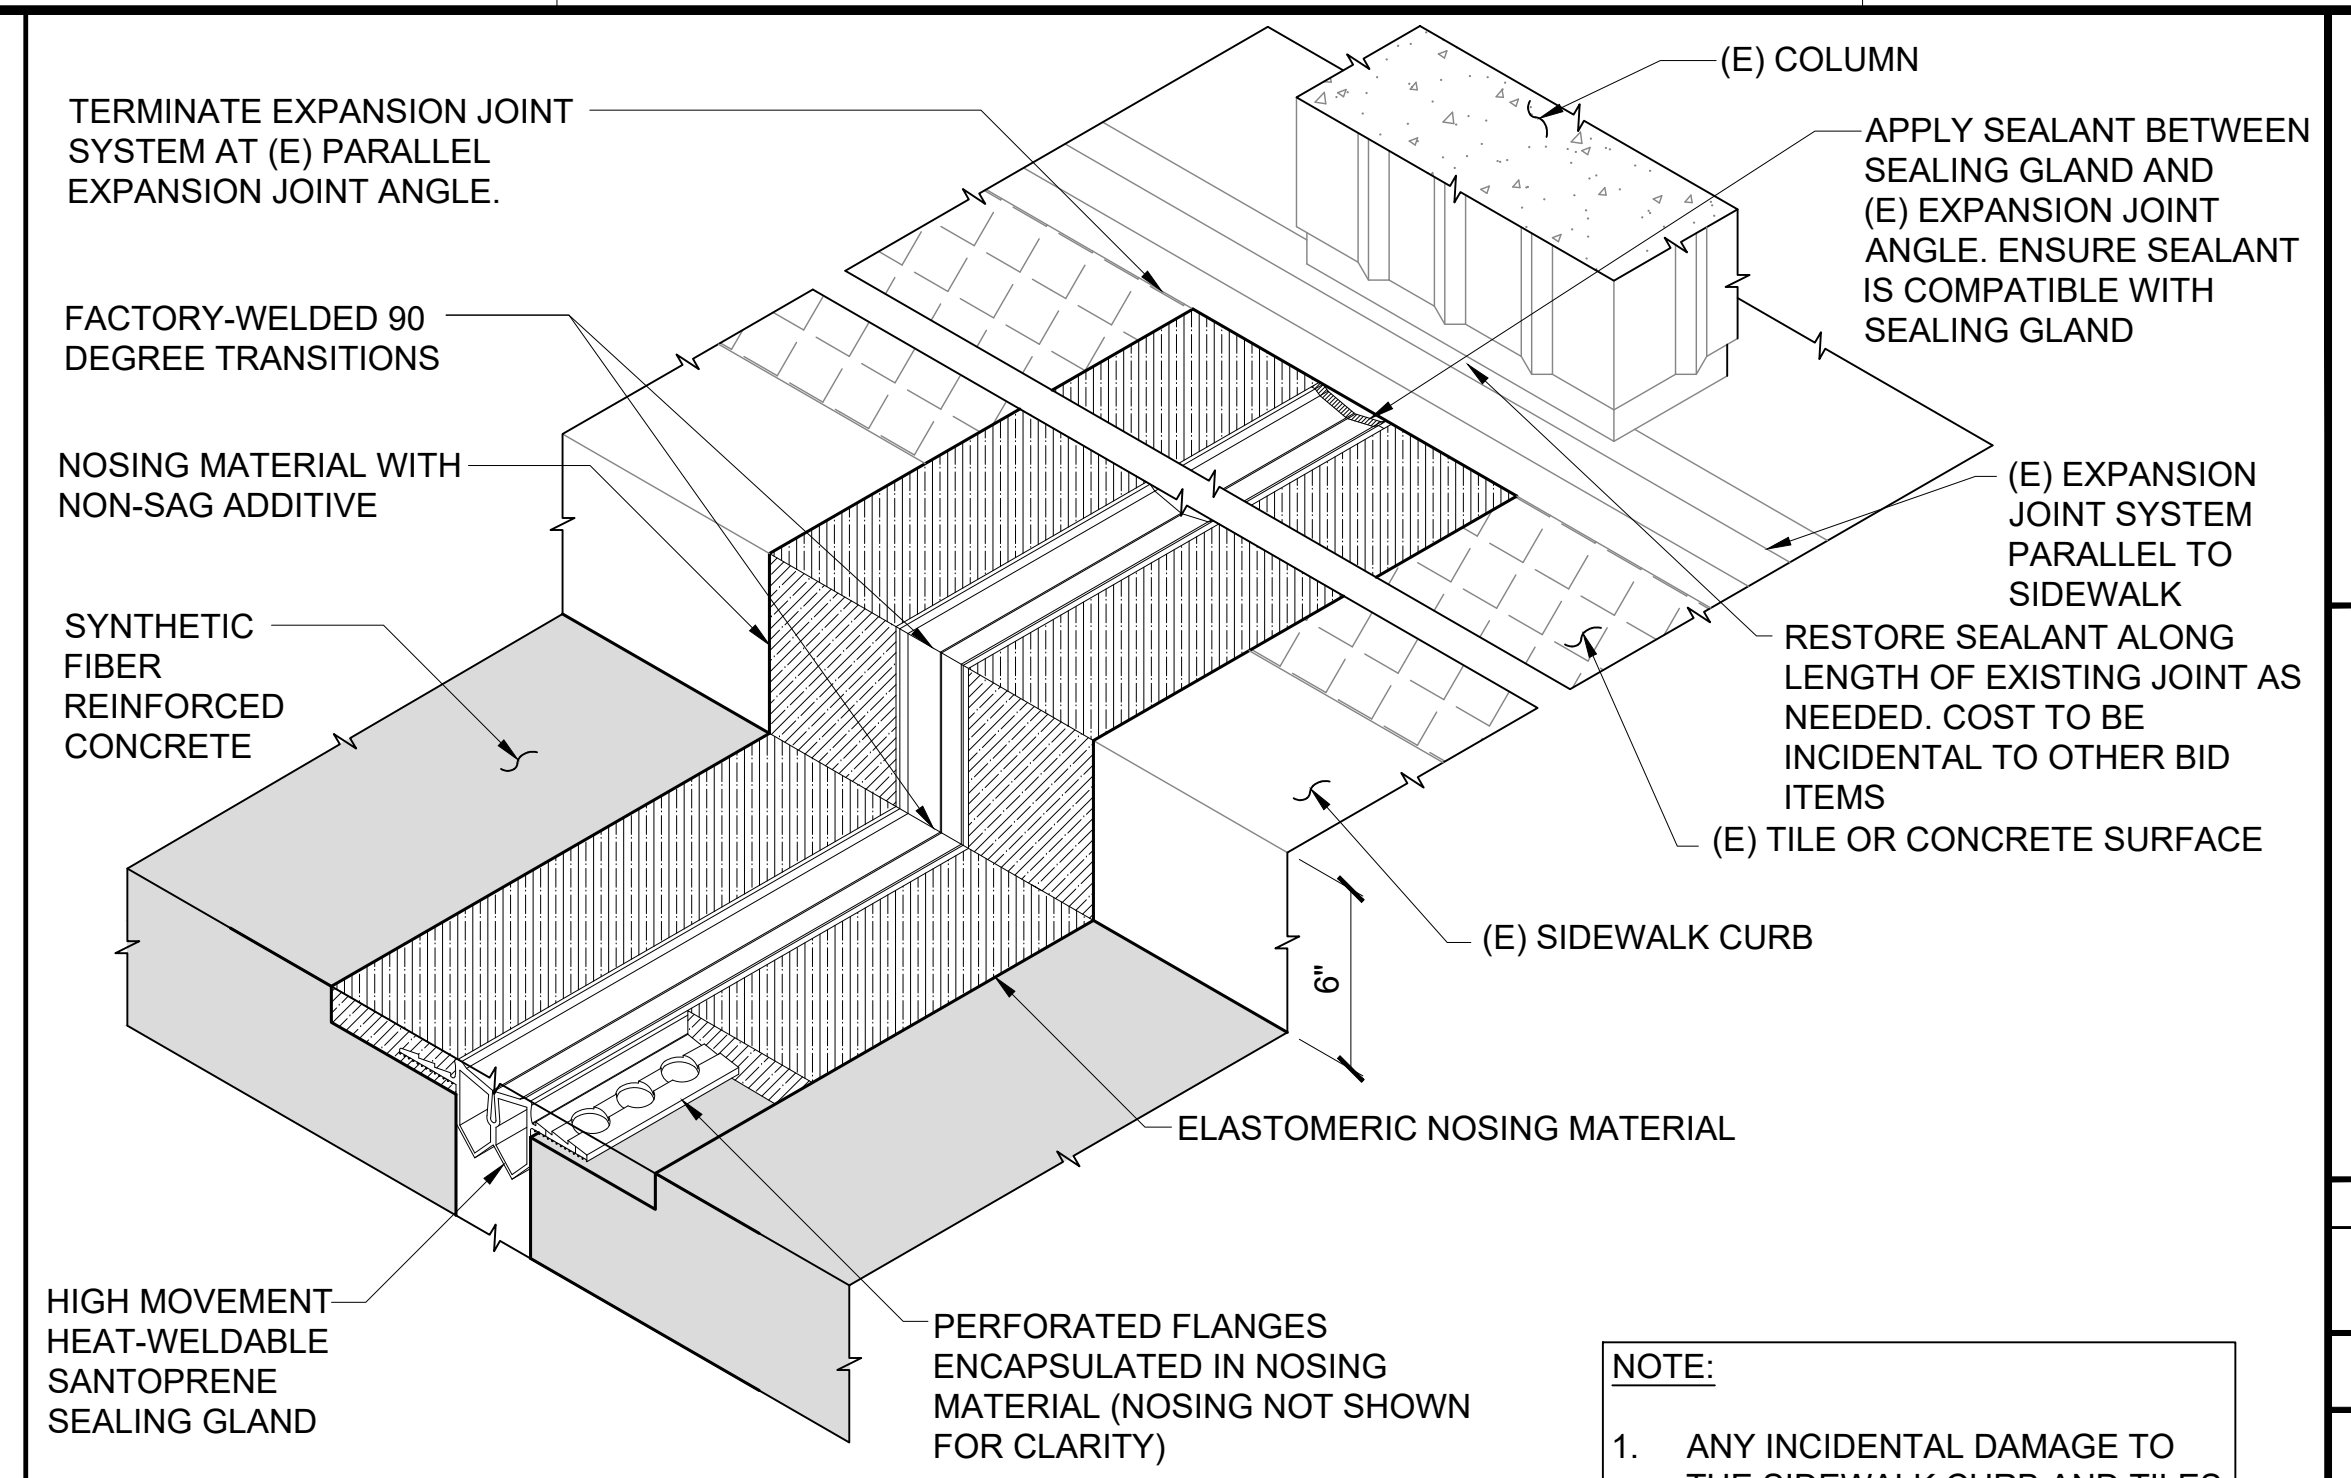 TERMINATE EXPANSION JOINT
SYSTEM AT (E) PARALLEL
EXPANSION JOINT ANGLE.
FACTORY-WELDED 90
DEGREE TRANSITIONS
NOSING MATERIAL WITH
NON-SAG ADDITIVE
SYNTHETIC
FIBER
REINFORCED
CONCRETE
HIGH MOVEMENT
HEAT-WELDABLE
SANTOPRENE
SEALING GLAND
(E) COLUMN
APPLY SEALANT BETWEEN
SEALING GLAND AND
(E) EXPANSION JOINT
ANGLE. ENSURE SEALANT
IS COMPATIBLE WITH
SEALING GLAND
(E) EXPANSION
JOINT SYSTEM
PARALLEL TO
SIDEWALK
RESTORE SEALANT ALONG
LENGTH OF EXISTING JOINT AS
NEEDED. COST TO BE
INCIDENTAL TO OTHER BID
ITEMS
(E) TILE OR CONCRETE SURFACE
(E) SIDEWALK CURB
6"
ELASTOMERIC NOSING MATERIAL
PERFORATED FLANGES
ENCAPSULATED IN NOSING
MATERIAL (NOSING NOT SHOWN
FOR CLARITY)
NOTE:
1. ANY INCIDENTAL DAMAGE TO
THE SIDEWALK CURB AND TILES